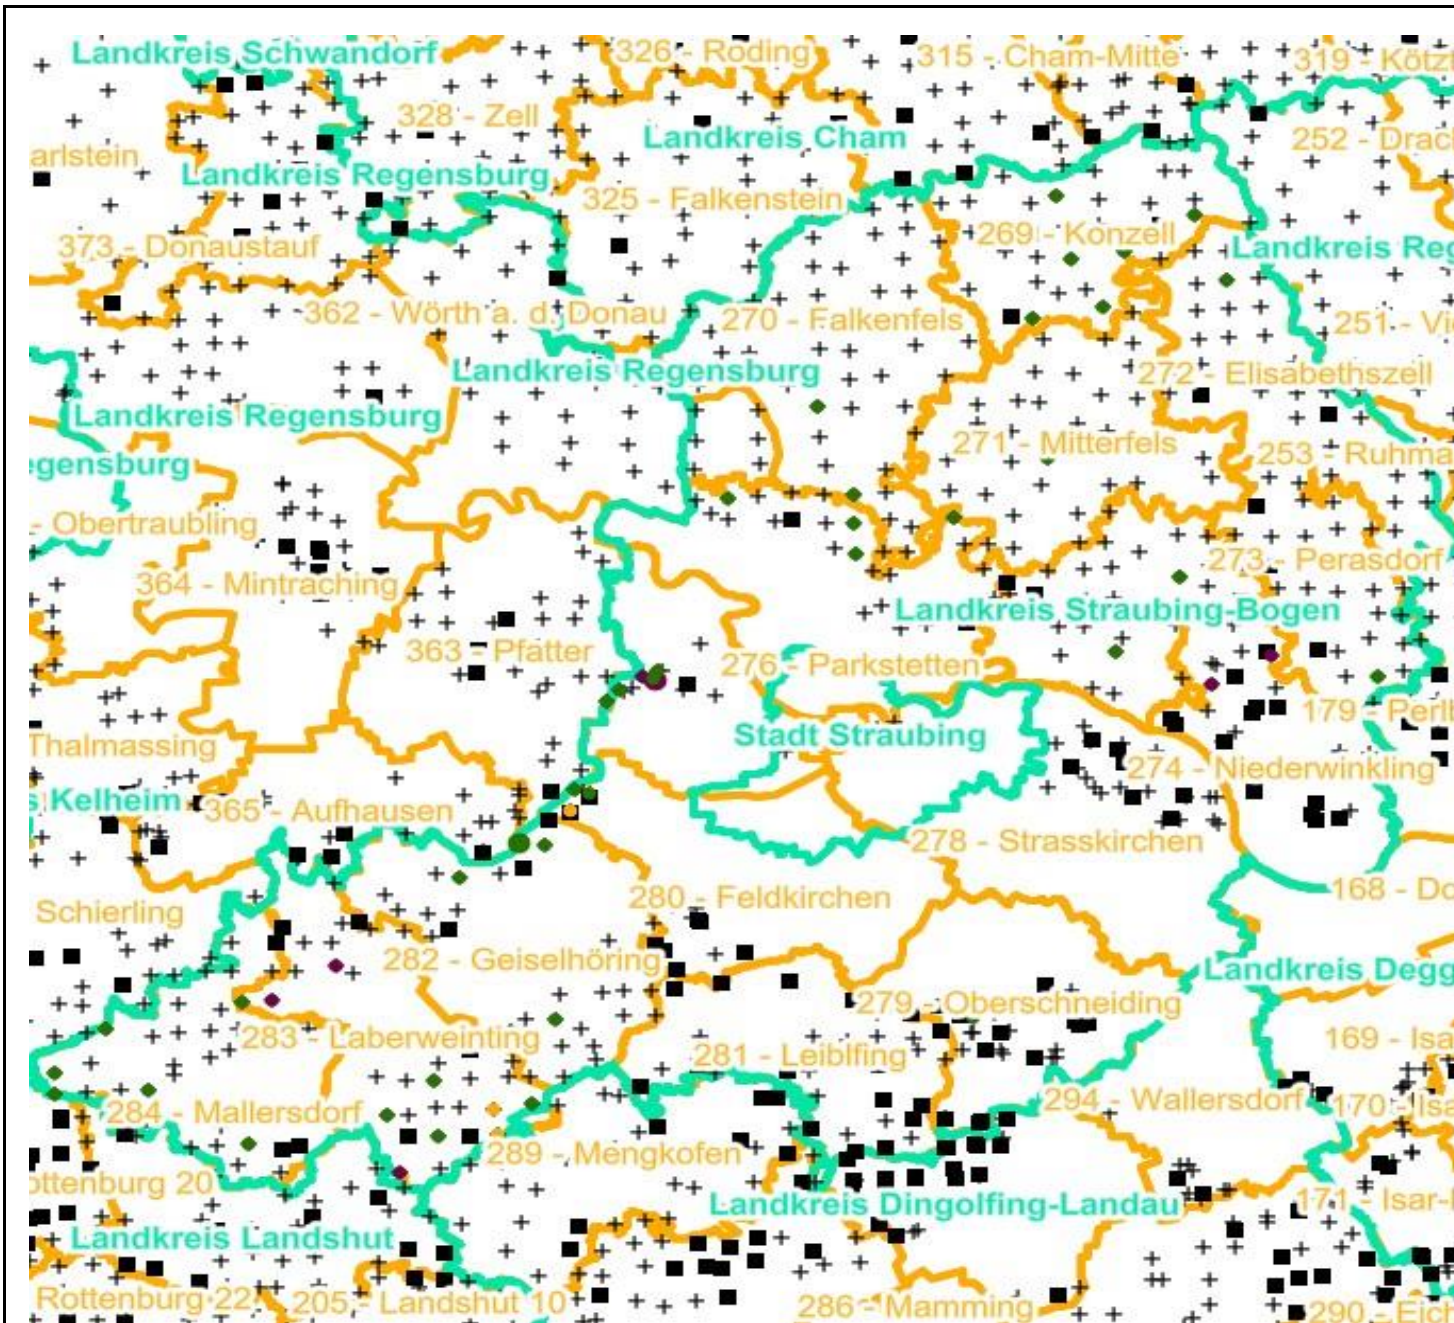 Landkreis Schwandorf
326 - Roding
315 - Cham-Mitte
319 - Kötzt
328 - Zell
Landkreis Cham
252 - Drac
arlstein
Landkreis Regensburg
325 - Falkenstein
373 - Donaustauf
269 - Konzell
Landkreis Reg
362 - Wörth a. d. Donau
270 - Falkenfels
251 - Vi
Landkreis Regensburg
272 - Elisabethszell
Landkreis Regensburg
271 - Mitterfels
253 - Ruhma
egensburg
- Obertraubling
273 - Perasdorf
364 - Mintraching
Landkreis Straubing-Bogen
363 - Pfatter
276 - Parkstetten
179 - Perl
Thalmassing
Stadt Straubing
274 - Niederwinkling
s Kelheim
365 - Aufhausen
278 - Strasskirchen
280 - Feldkirchen
168 - Do
Schierling
282 - Geiselhöring
Landkreis Degg
279 - Oberschneiding
283 - Laberweinting
281 - Leiblfing
169 - Isa
284 - Mallersdorf
294 - Wallersdorf
170 - Isa
289 - Mengkofen
ottenburg 20
Landkreis Dingolfing-Landau
171 - Isar-
Landkreis Landshut
Rottenburg 22
205 - Landshut 10
286 - Mamming
290 - Eich